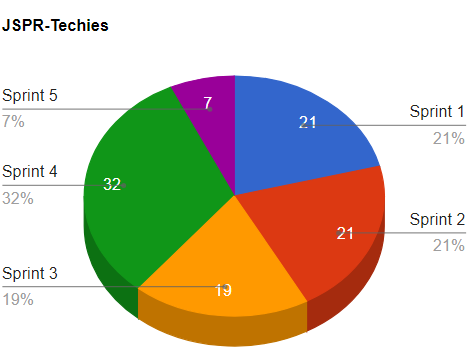 JSPR-Techies
Sprint 5
7%
7
21
Sprint 1
21%
Sprint 4
32%
32
Sprint 2
21%
21
Sprint 3
19%
19